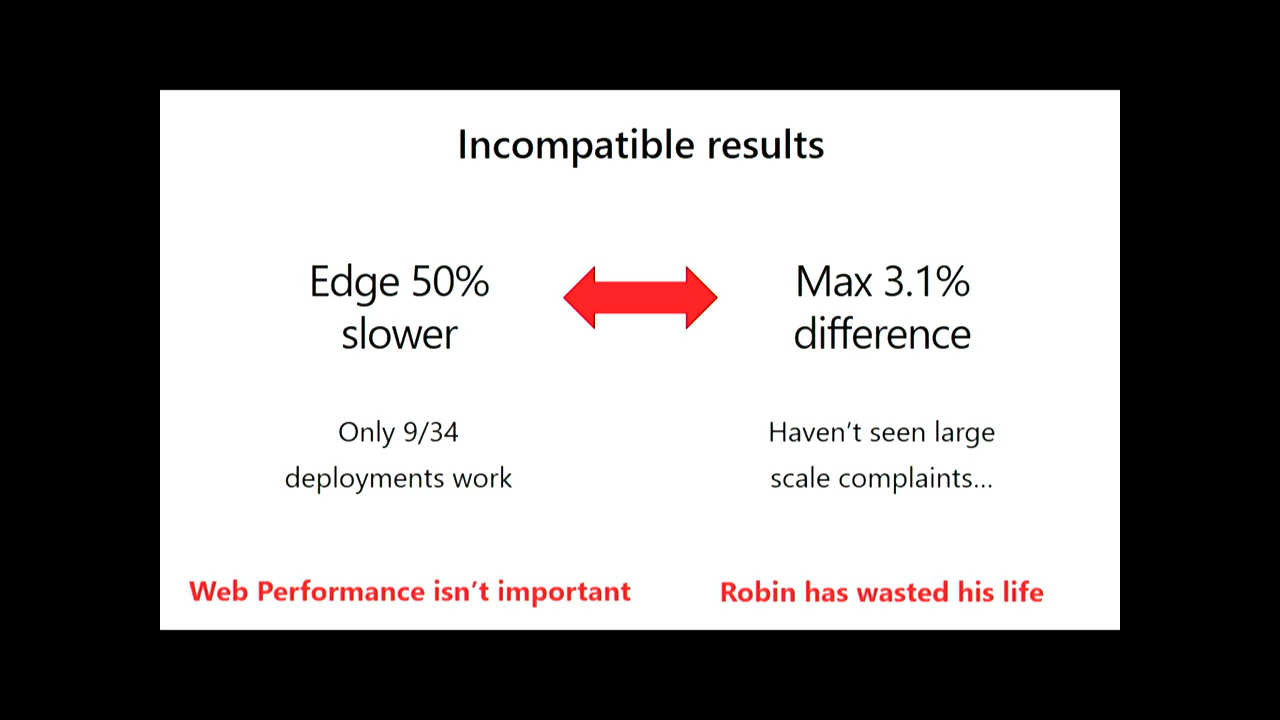 Incompatible results
Edge 50%
slower
Max 3.1%
difference
Only 9/34
deployments work
Haven’t seen large
scale complaints...
Web Performance isn’t important
Robin has wasted his life